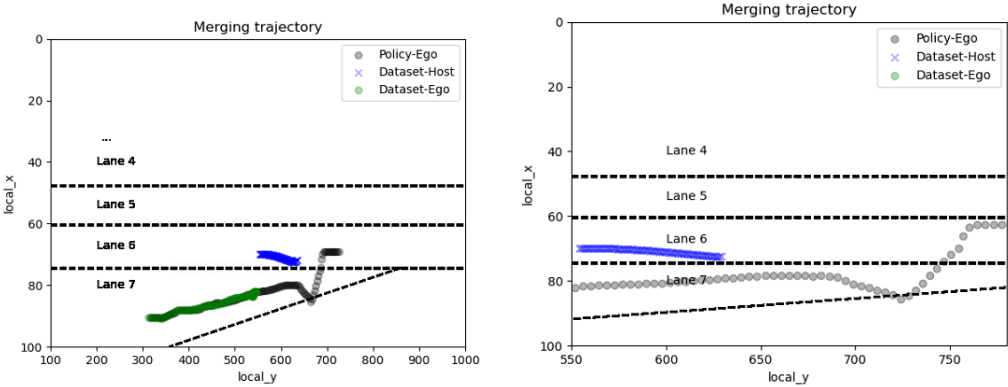 Merging trajectory
Policy-Ego
Dataset-Host
Dataset-Ego
0
20
40
60
80
100
local_x
...
Lane 4
Lane 5
Lane 6
Lane 7
100
200
300
400
500
600
700
800
900
1000
local_y
Merging trajectory
Policy-Ego
Dataset-Host
Dataset-Ego
0
20
40
60
80
100
local_x
Lane 4
Lane 5
Lane 6
Lane 7
550
600
650
700
750
local_y